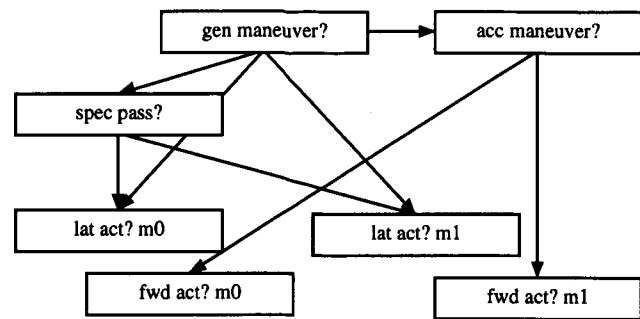 gen maneuver?
acc maneuver?
spec pass?
lat act? m0
lat act? m1
fwd act? m0
fwd act? m1